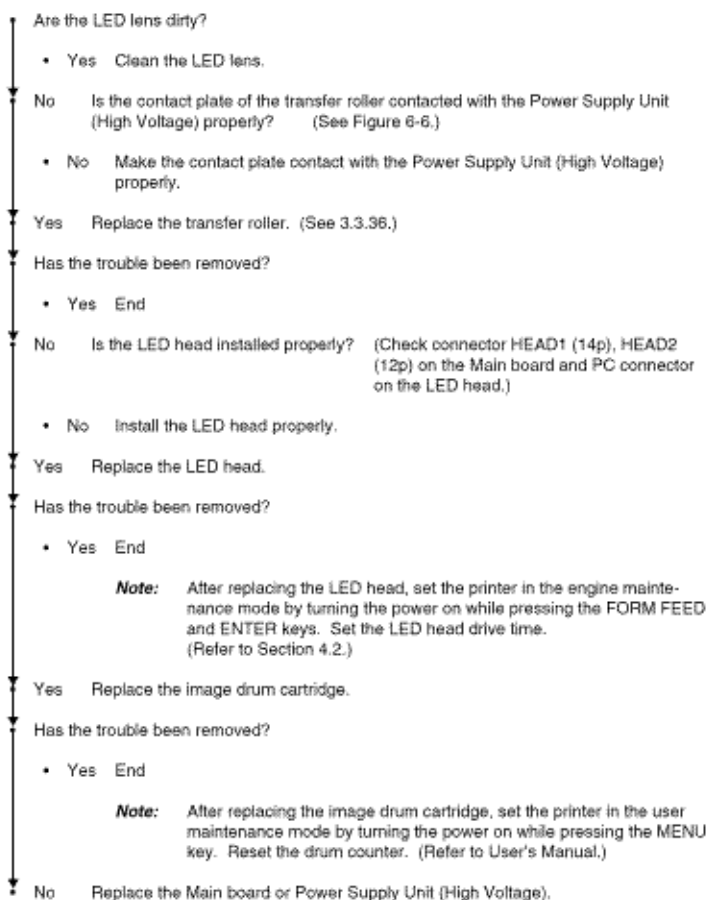 Are the LED lens dirty?
• Yes Clean the LED lens.
No Is the contact plate of the transfer roller contacted with the Power Supply Unit
(High Voltage) properly? (See Figure 6-6.)
• No Make the contact plate contact with the Power Supply Unit (High Voltage)
properly.
Yes Replace the transfer roller. (See 3.3.36.)
Has the trouble been removed?
• Yes End
No Is the LED head installed properly? (Check connector HEAD1 (14p), HEAD2
(12p) on the Main board and PC connector
on the LED head.)
• No Install the LED head properly.
Yes Replace the LED head.
Has the trouble been removed?
• Yes End
Note: After replacing the LED head, set the printer in the engine mainte-
nance mode by turning the power on while pressing the FORM FEED
and ENTER keys. Set the LED head drive time.
(Refer to Section 4.2.)
Yes Replace the image drum cartridge.
Has the trouble been removed?
• Yes End
Note: After replacing the image drum cartridge, set the printer in the user
maintenance mode by turning the power on while pressing the MENU
key. Reset the drum counter. (Refer to User's Manual.)
No Replace the Main board or Power Supply Unit (High Voltage).